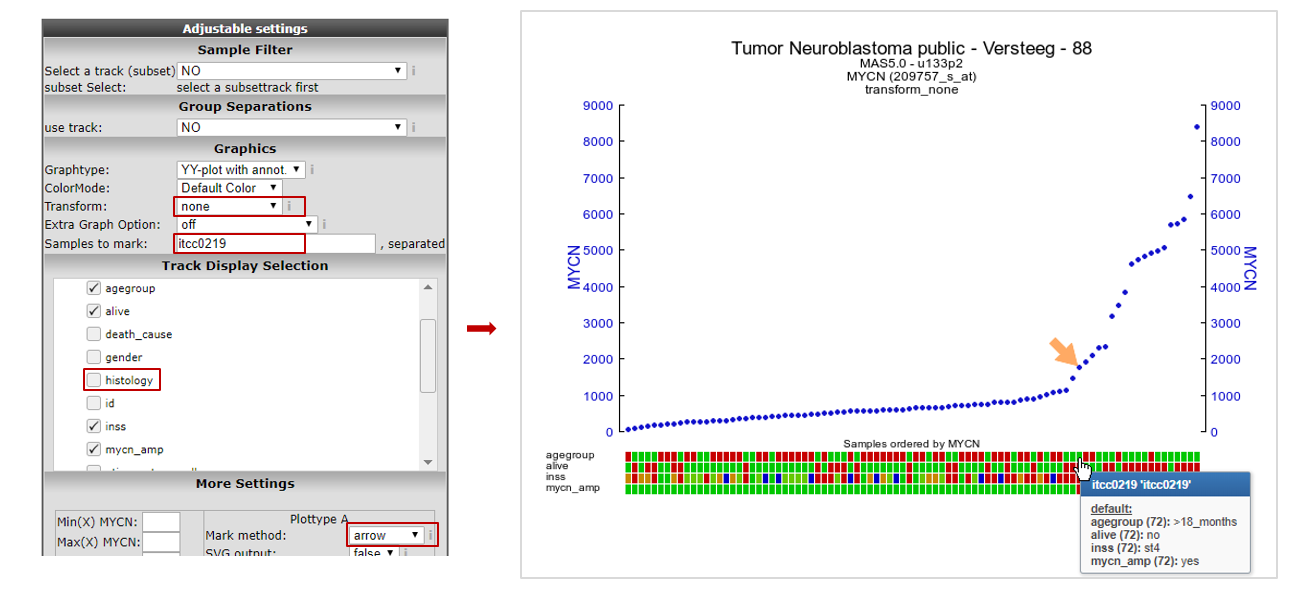 Adjustable settings
Sample Filter
Select a track (subset) NO
subset Select: select a subsettrack first
Group Separations
use track: NO
Graphics
Graphtype: YY-plot with annot.
ColorMode: Default Color
Transform: none
Extra Graph Option: off
Samples to mark: itcc0219 , separated
Track Display Selection
agegroup
alive
death_cause
gender
histology
id
inss
mycn_amp
More Settings
Plottype A
Min(X) MYCN:
Mark method: arrow
Max(X) MYCN:
SVG output: false
Tumor Neuroblastoma public - Versteeg - 88
MAS5.0 - u133p2
MYCN (209757_s_at)
transform_none
9000 9000
8000 8000
7000 7000
6000 6000
5000 5000
MYCN MYCN
4000 4000
3000 3000
2000 2000
1000 1000
0 0
Samples ordered by MYCN
agegroup
alive
inss
mycn_amp
itcc0219 'itcc0219'
default:
agegroup (72): >18_months
alive (72): no
inss (72): st4
mycn_amp (72): yes